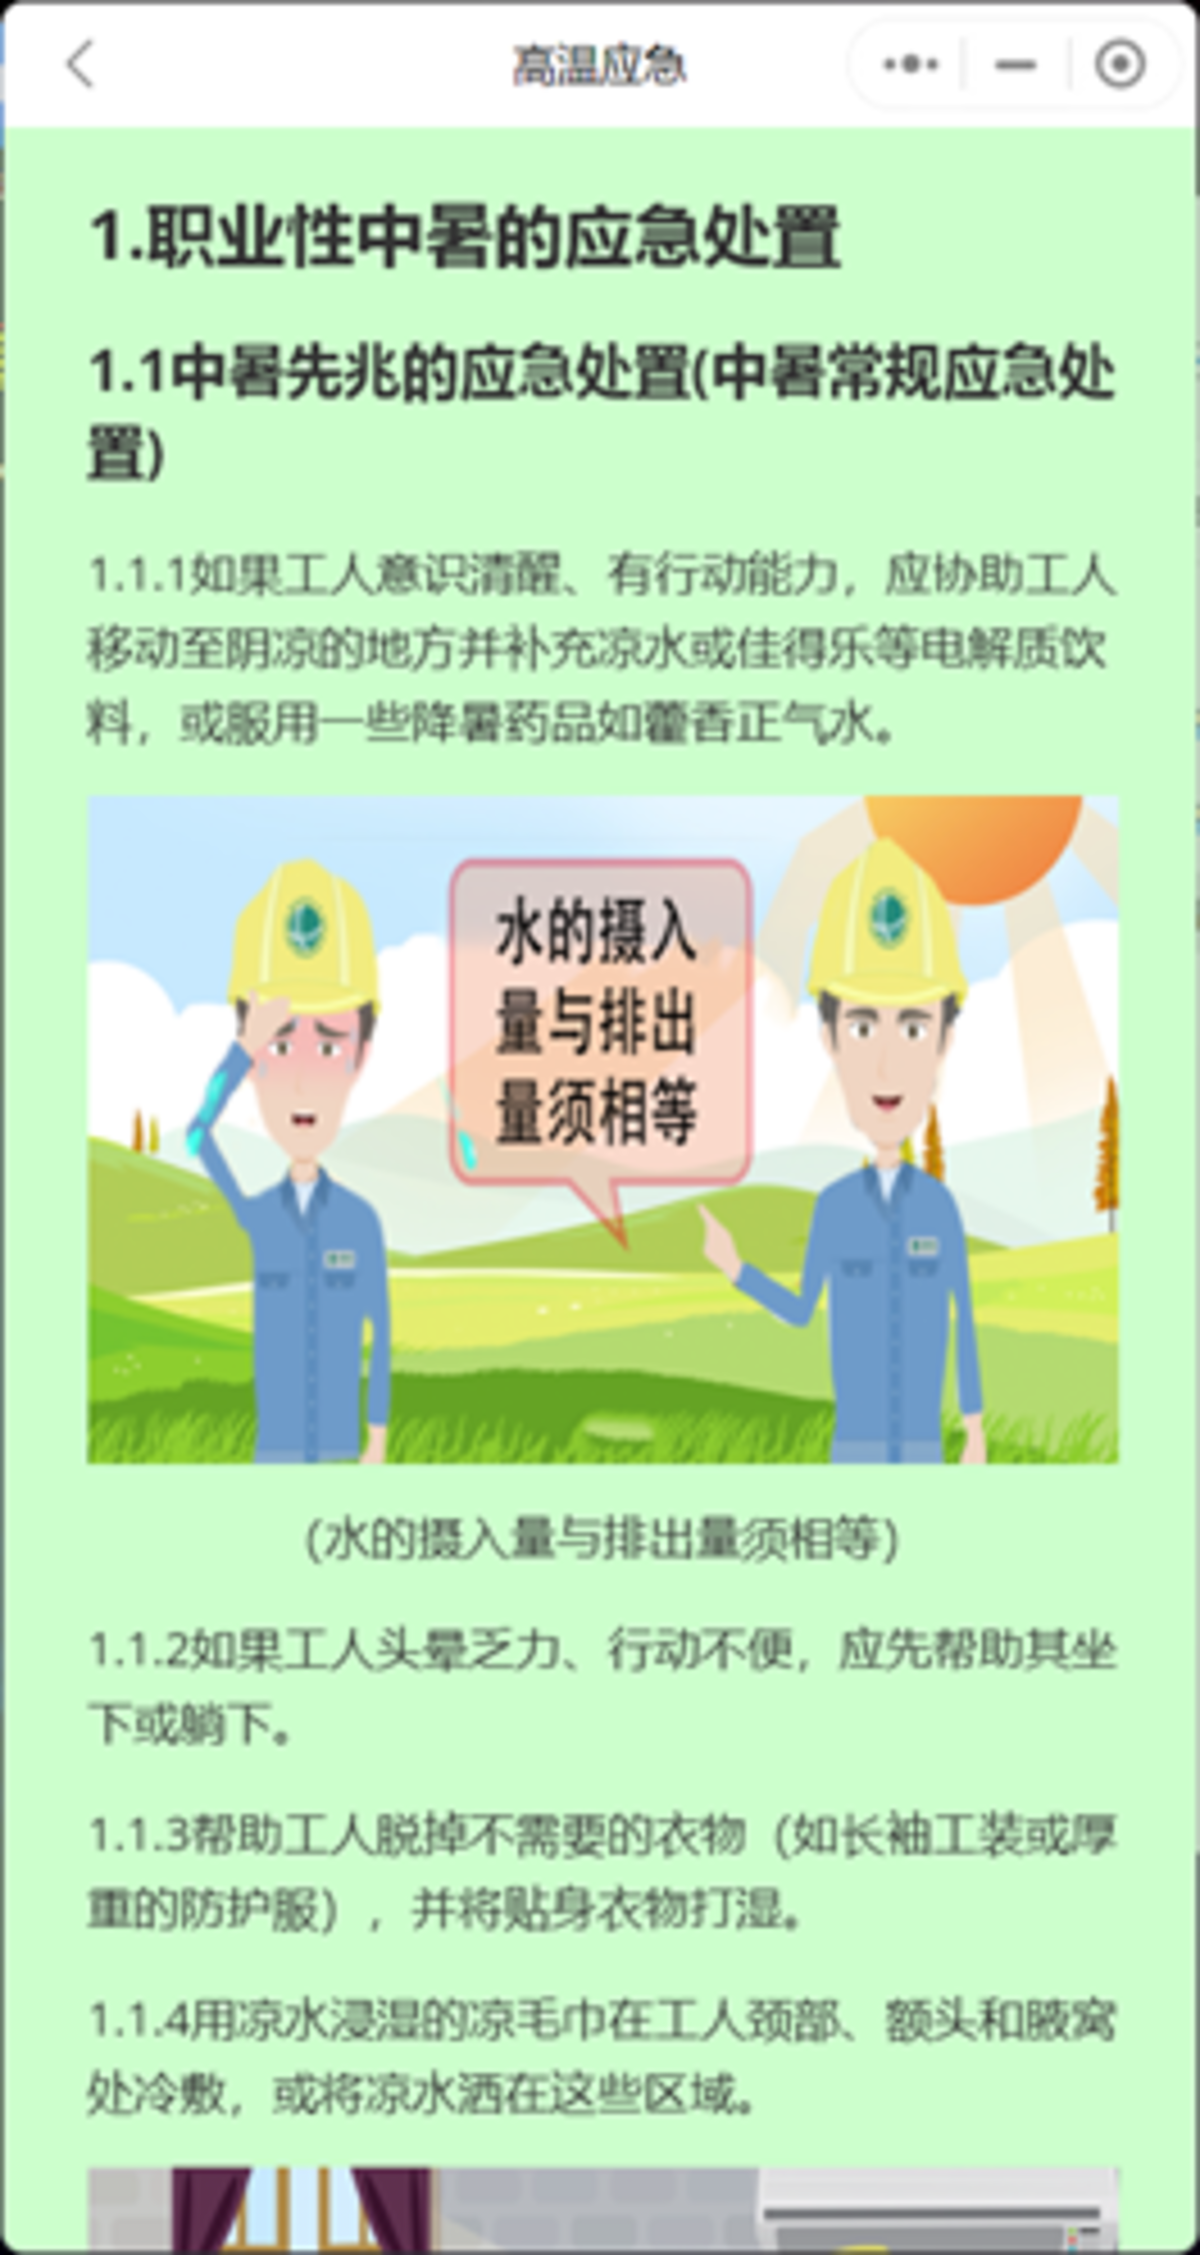 高温应急
1.职业性中暑的应急处置
1.1中暑先兆的应急处置(中暑常规应急处
置)
1.1.1如果工人意识清醒、有行动能力，应协助工人
移动至阴凉的地方并补充凉水或佳得乐等电解质饮
料，或服用一些降暑药品如藿香正气水。
水的摄入
量与排出
量须相等
(水的摄入量与排出量须相等)
1.1.2如果工人头晕乏力、行动不便，应先帮助其坐
下或躺下。
1.1.3帮助工人脱掉不需要的衣物（如长袖工装或厚
重的防护服），并将贴身衣物打湿。
1.1.4用凉水浸湿的凉毛巾在工人颈部、额头和腋窝
处冷敷，或将凉水洒在这些区域。